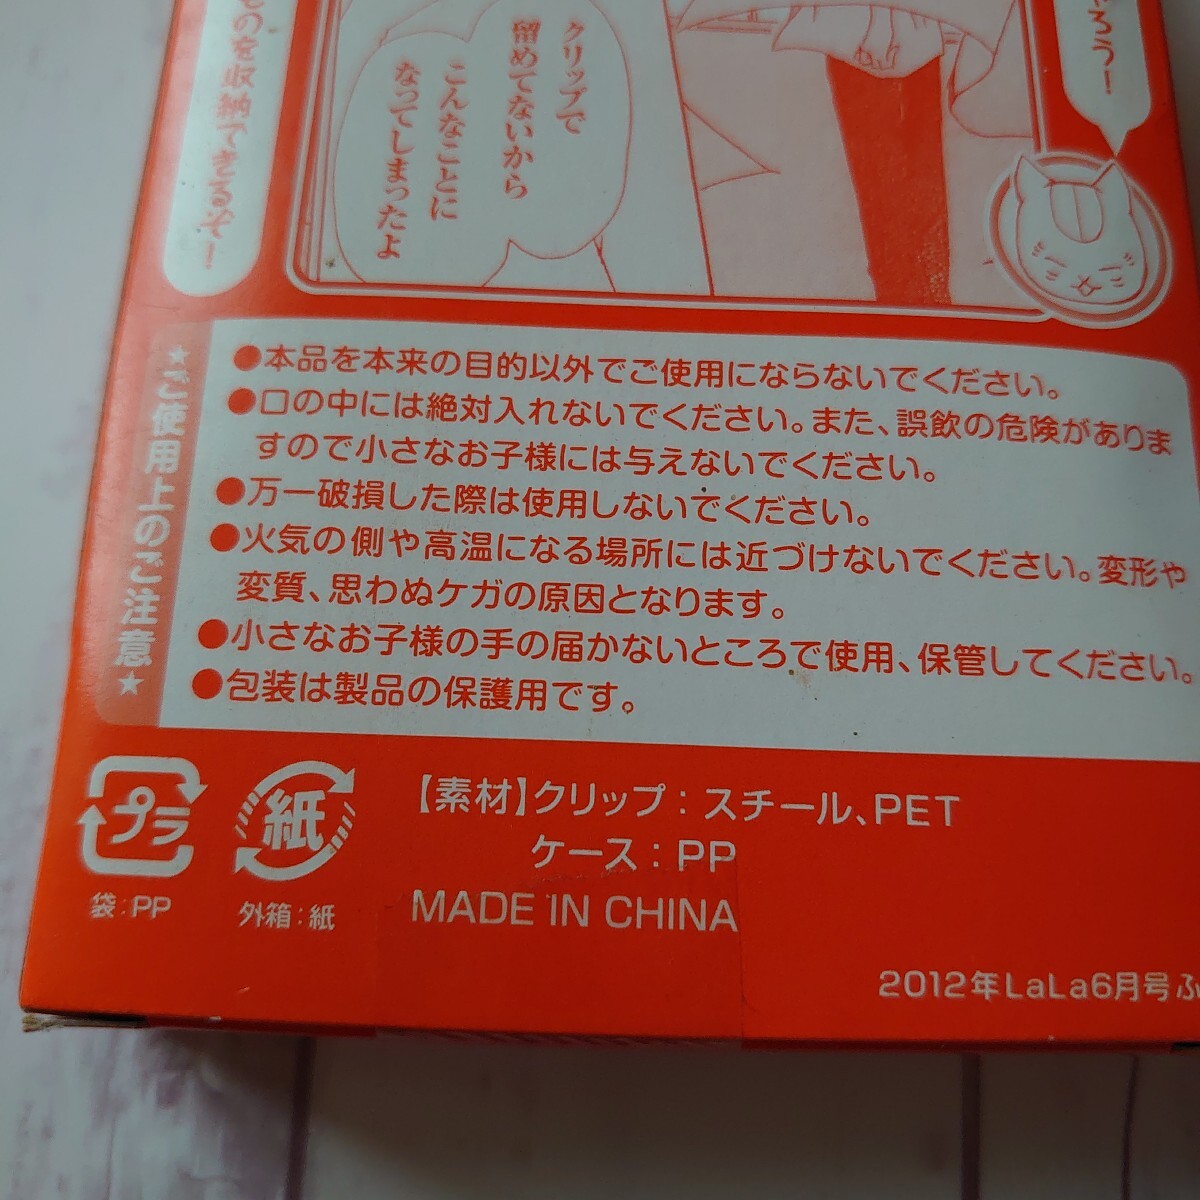 ものを収納できるぞー
クリップで
留めてないから
こんなことに
なってしまったよ
ろう!
★ご使用上のご注意★
●本品を本来の目的以外でご使用にならないでください。
●口の中には絶対入れないでください。また、誤飲の危険がありま
すので小さなお子様には与えないでください。
●万一破損した際は使用しないでください。
●火気の側や高温になる場所には近づけないでください。変形や
変質、思わぬケガの原因となります。
●小さなお子様の手の届かないところで使用、保管してください。
●包装は製品の保護用です。
プラ
袋:PP
紙
外箱:紙
【素材】クリップ:スチール、PET
ケース:PP
MADE IN CHINA
2012年LaLa6月号ふ